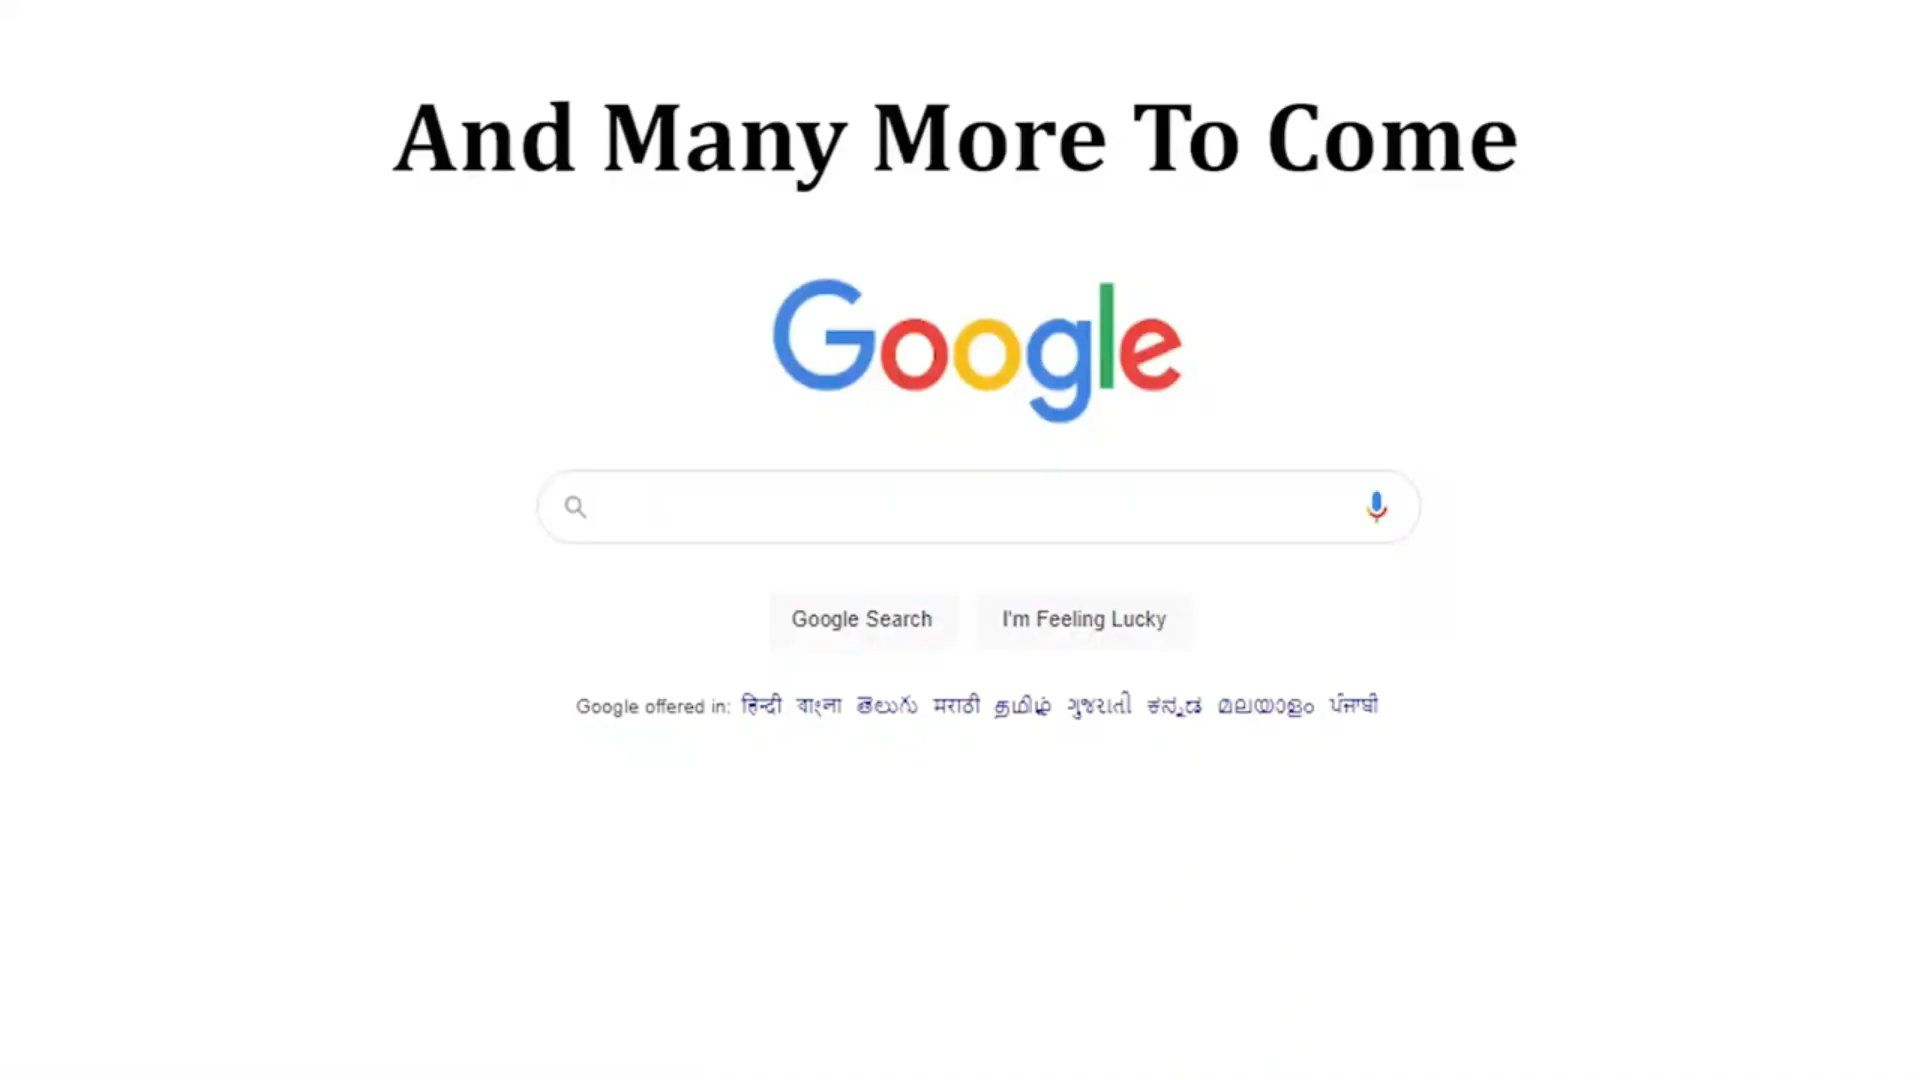 And Many More To Come
Google
Google Search I'm Feeling Lucky
Google offered in: हिन्दी বাংলা తెలుగు मराठी தமிழ் ગુજરાતી ಕನ್ನಡ മലയാളം ਪੰਜਾਬੀ